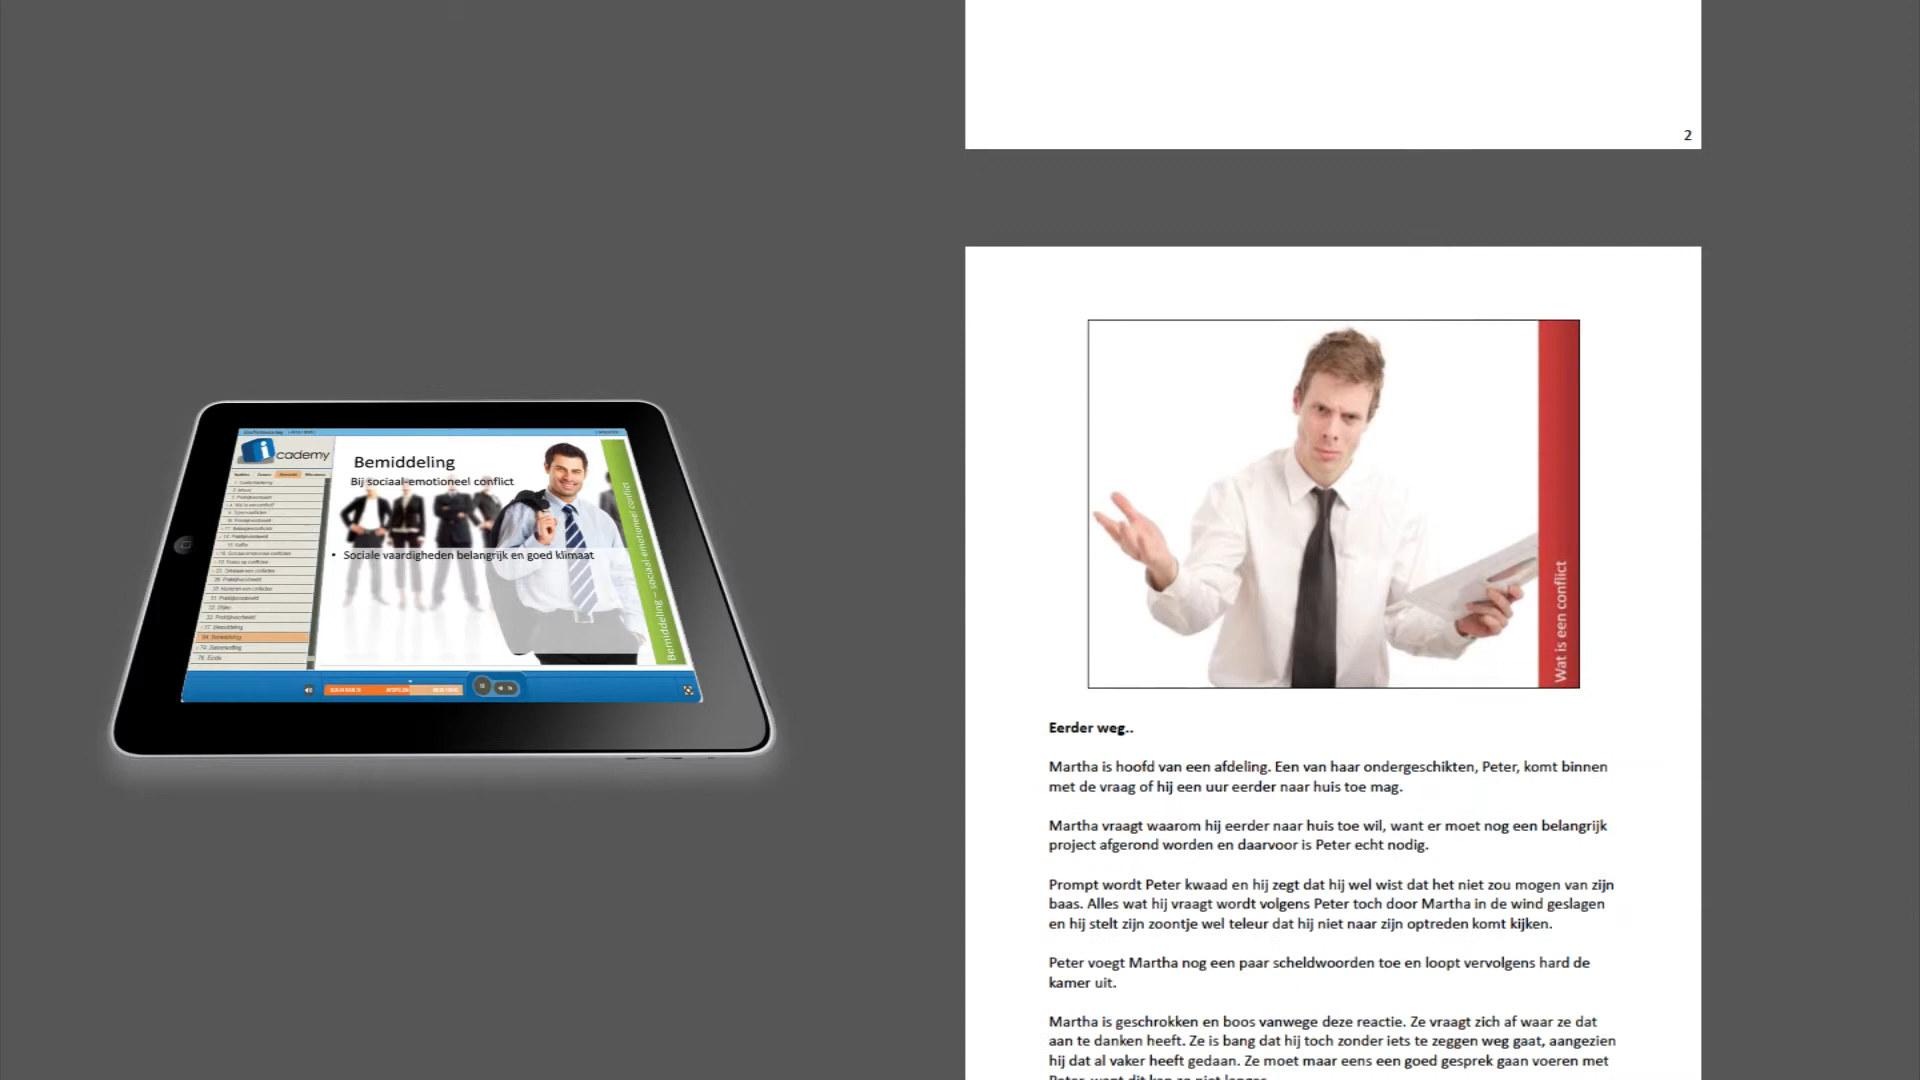 2
cademy
Bemiddeling
Bij sociaal-emotioneel conflict
• Sociale vaardigheden belangrijk en goed klimaat
Bemiddeling – sociaal-emotioneel conflict
Wat is een conflict
Eerder weg..
Martha is hoofd van een afdeling. Een van haar ondergeschikten, Peter, komt binnen
met de vraag of hij een uur eerder naar huis toe mag.
Martha vraagt waarom hij eerder naar huis toe wil, want er moet nog een belangrijk
project afgerond worden en daarvoor is Peter echt nodig.
Prompt wordt Peter kwaad en hij zegt dat hij wel wist dat het niet zou mogen van zijn
baas. Alles wat hij vraagt wordt volgens Peter toch door Martha in de wind geslagen
en hij stelt zijn zoontje wel teleur dat hij niet naar zijn optreden komt kijken.
Peter voegt Martha nog een paar scheldwoorden toe en loopt vervolgens hard de
kamer uit.
Martha is geschrokken en boos vanwege deze reactie. Ze vraagt zich af waar ze dat
aan te danken heeft. Ze is bang dat hij toch zonder iets te zeggen weg gaat, aangezien
hij dat al vaker heeft gedaan. Ze moet maar eens een goed gesprek gaan voeren met